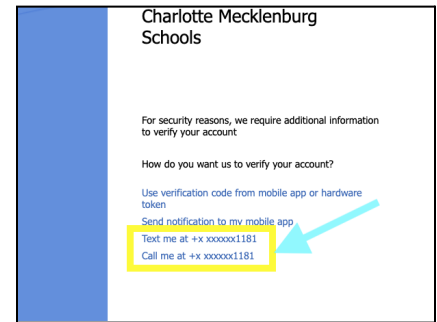 Charlotte Mecklenburg
Schools
For security reasons, we require additional information
to verify your account
How do you want us to verify your account?
Use verification code from mobile app or hardware
token
Send notification to my mobile app
Text me at +x xxxxxx1181
Call me at +x xxxxxx1181